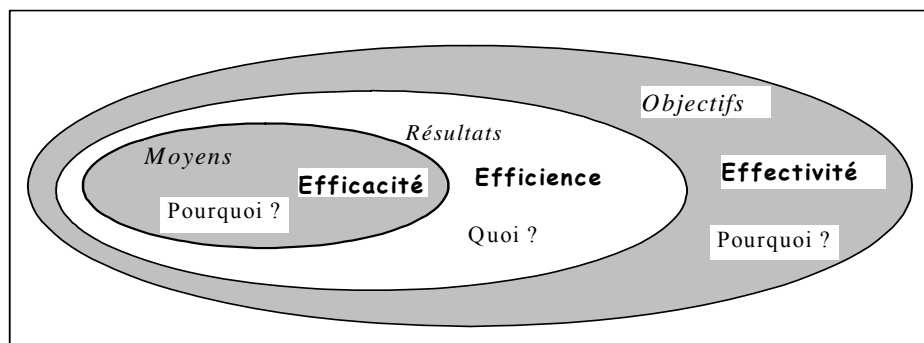 Objectifs
Résultats
Moyens
Efficacité
Efficience
Effectivité
Pourquoi ?
Quoi ?
Pourquoi ?